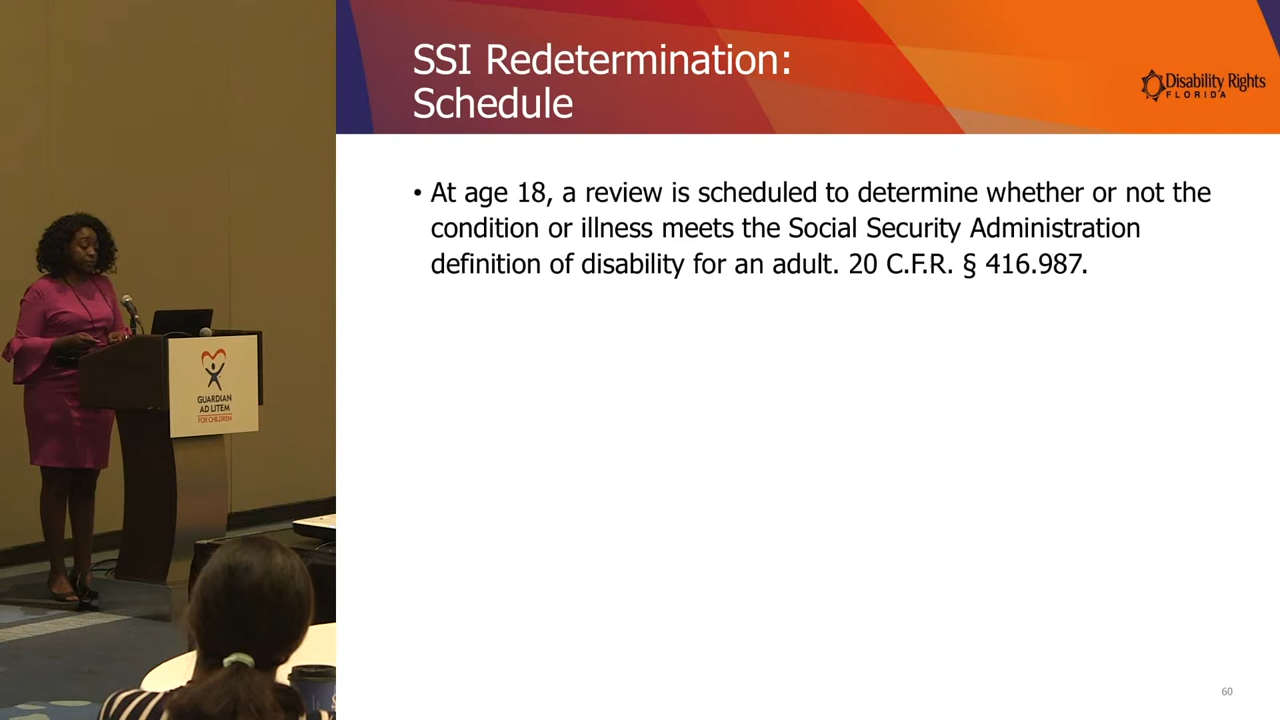 SSI Redetermination:
Schedule
Disability Rights
FLORIDA
• At age 18, a review is scheduled to determine whether or not the
condition or illness meets the Social Security Administration
definition of disability for an adult. 20 C.F.R. § 416.987.
GUARDIAN
AD LITEM
FOR CHILDREN
60